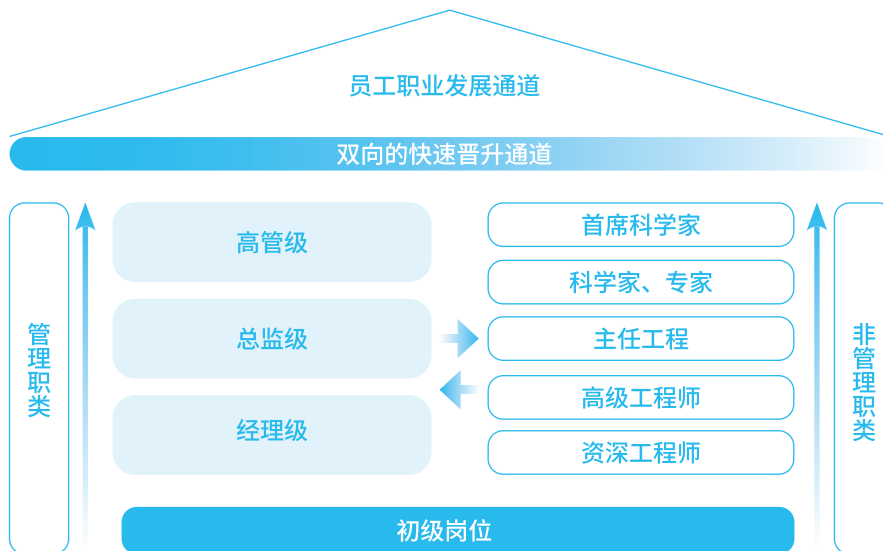 员工职业发展通道
双向的快速晋升通道
管理职类
高管级
总监级
经理级
首席科学家
科学家、专家
主任工程
高级工程师
资深工程师
非管理职类
初级岗位